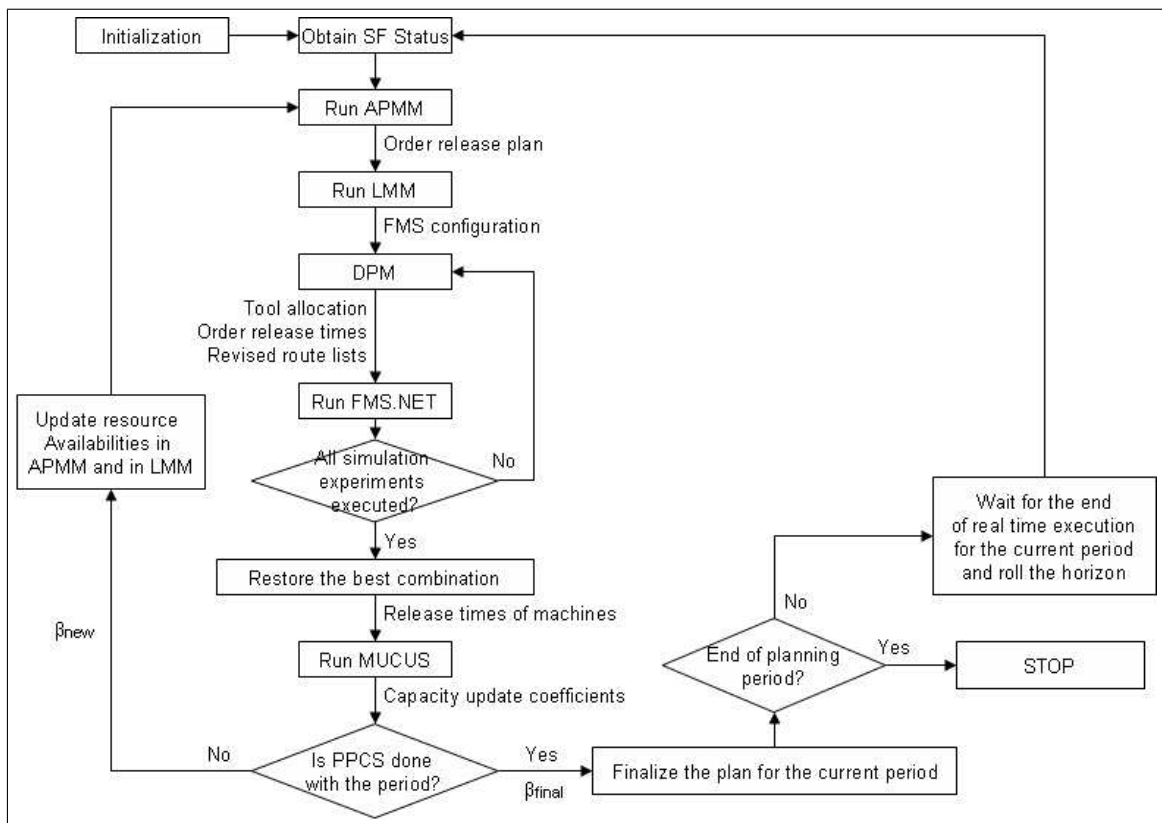 Initialization
Obtain SF Status
Run APMM
Order release plan
Run LMM
FMS configuration
DPM
Tool allocation
Order release times
Revised route lists
Run FMS.NET
Update resource
Availabilities in
APMM and in LMM
All simulation
experiments
executed?
No
Yes
Restore the best combination
Release times of machines
βnew
Run MUCUS
Capacity update coefficients
Is PPCS done
with the period?
No
Yes
βfinal
Finalize the plan for the current period
End of planning
period?
No
Yes
STOP
Wait for the end
of real time execution
for the current period
and roll the horizon